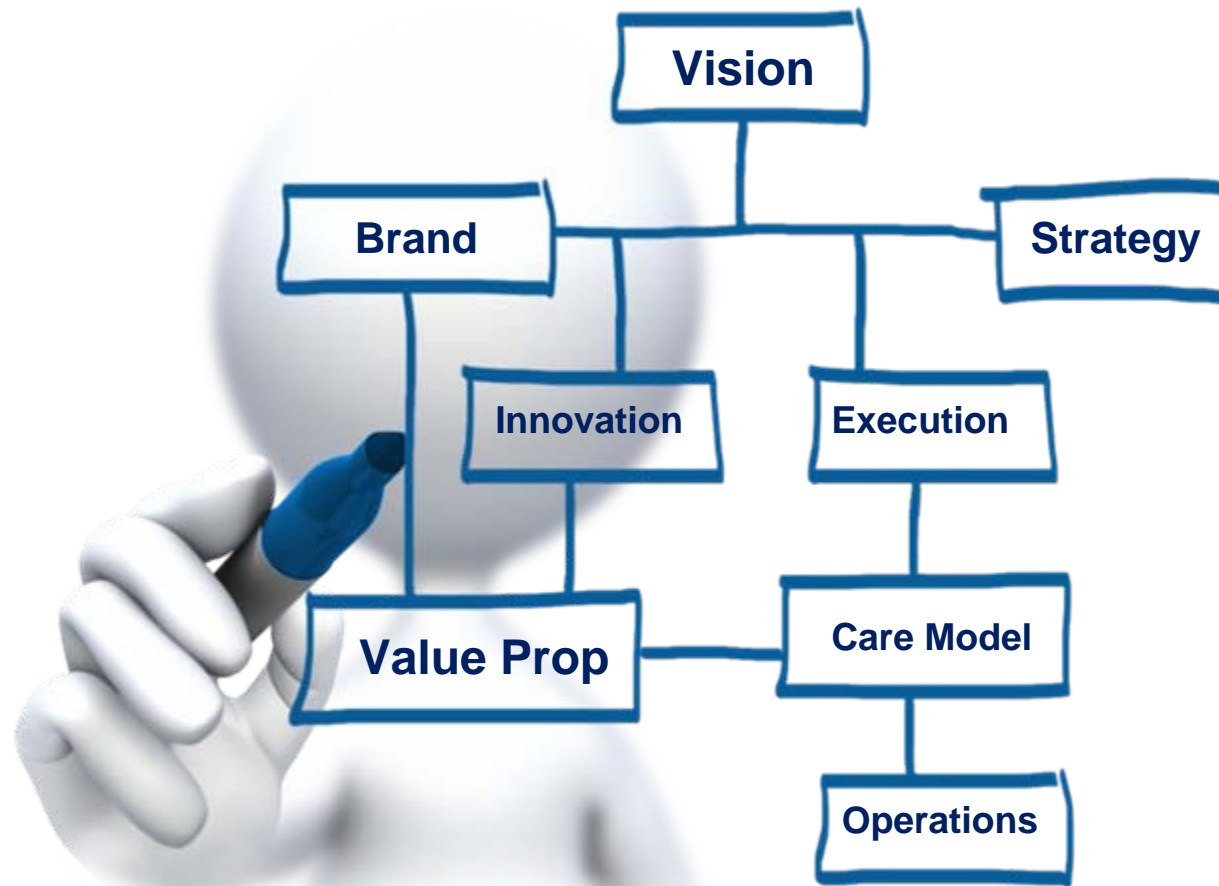 Vision
Brand
Strategy
Innovation
Execution
Value Prop
Care Model
Operations